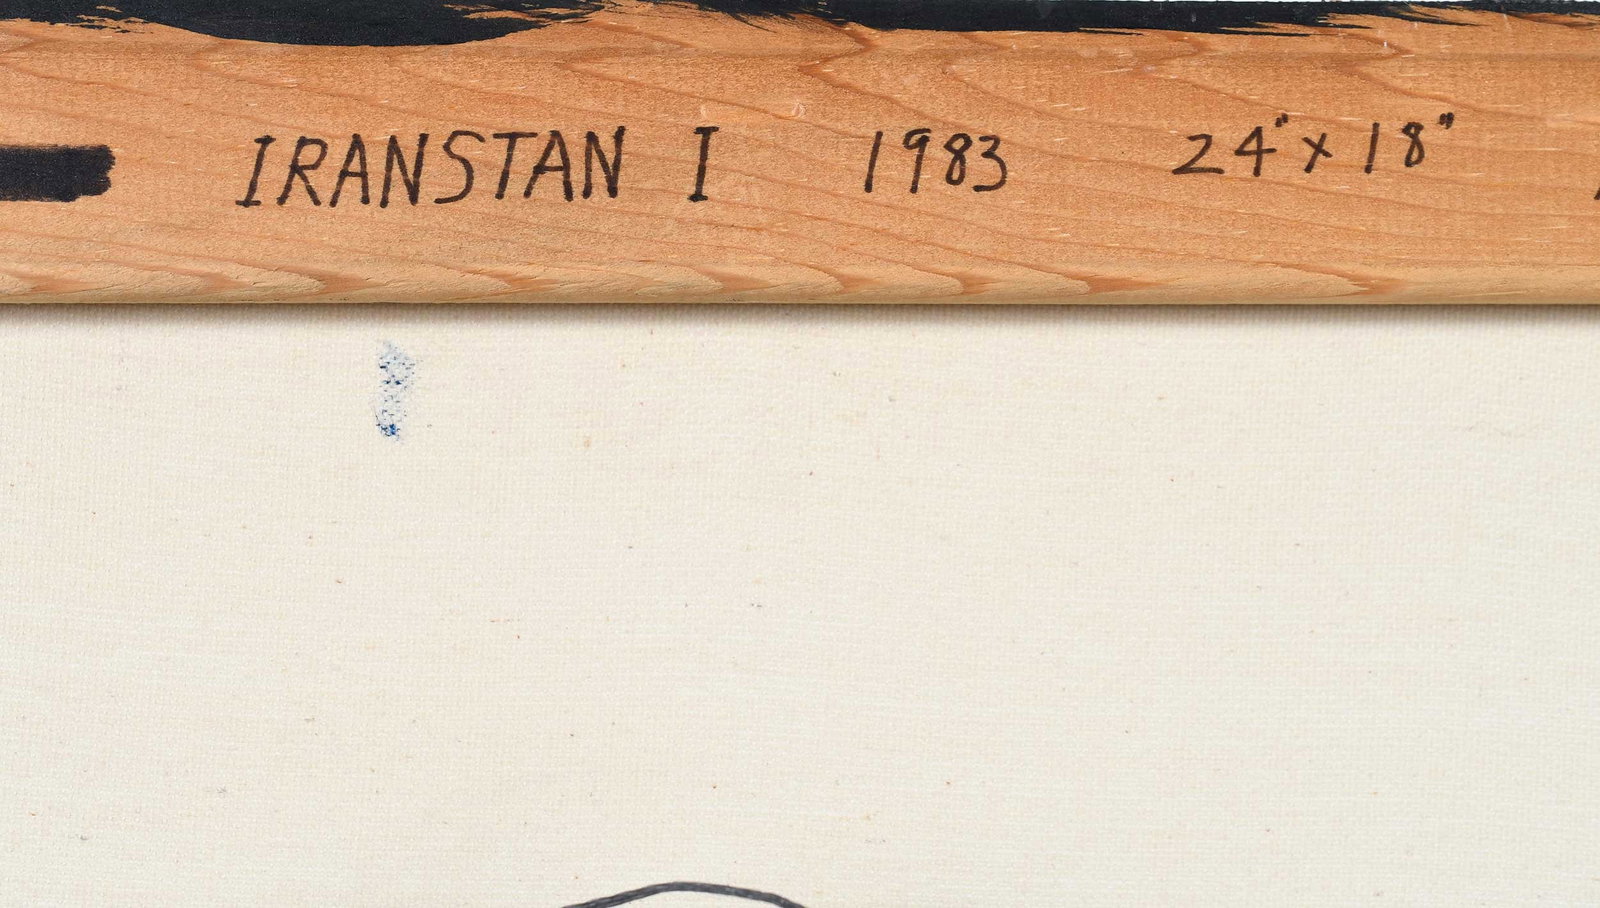 IRANSTAN I 1983 24" x 18"